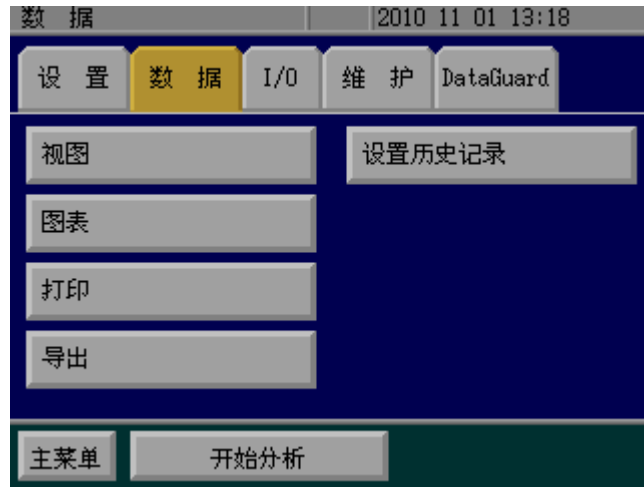 数 据 2010 11 01 13:18
设 置 数 据 I/O 维 护 DataGuard
视图 设置历史记录
图表
打印
导出
主菜单 开始分析